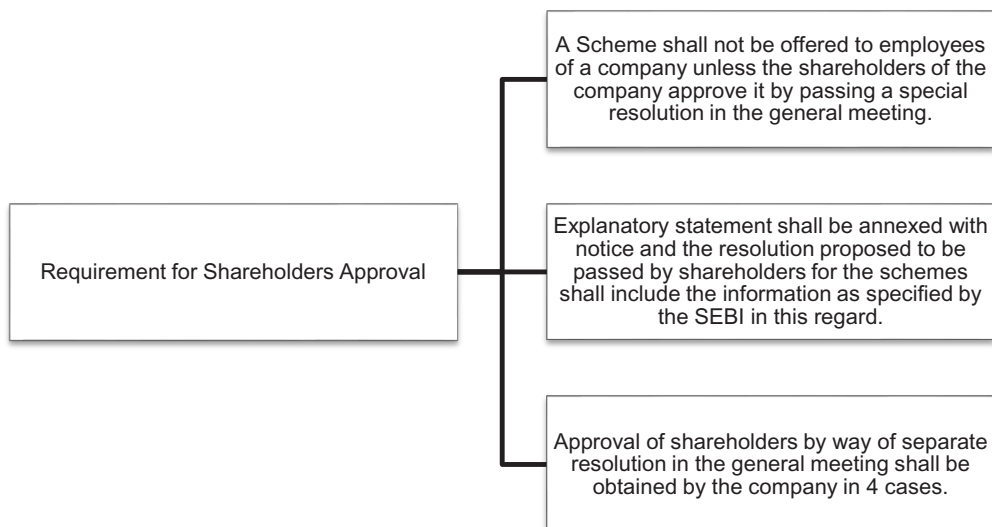 A Scheme shall not be offered to employees
of a company unless the shareholders of the
company approve it by passing a special
resolution in the general meeting.
Requirement for Shareholders Approval
Explanatory statement shall be annexed with
notice and the resolution proposed to be
passed by shareholders for the schemes
shall include the information as specified by
the SEBI in this regard.
Approval of shareholders by way of separate
resolution in the general meeting shall be
obtained by the company in 4 cases.